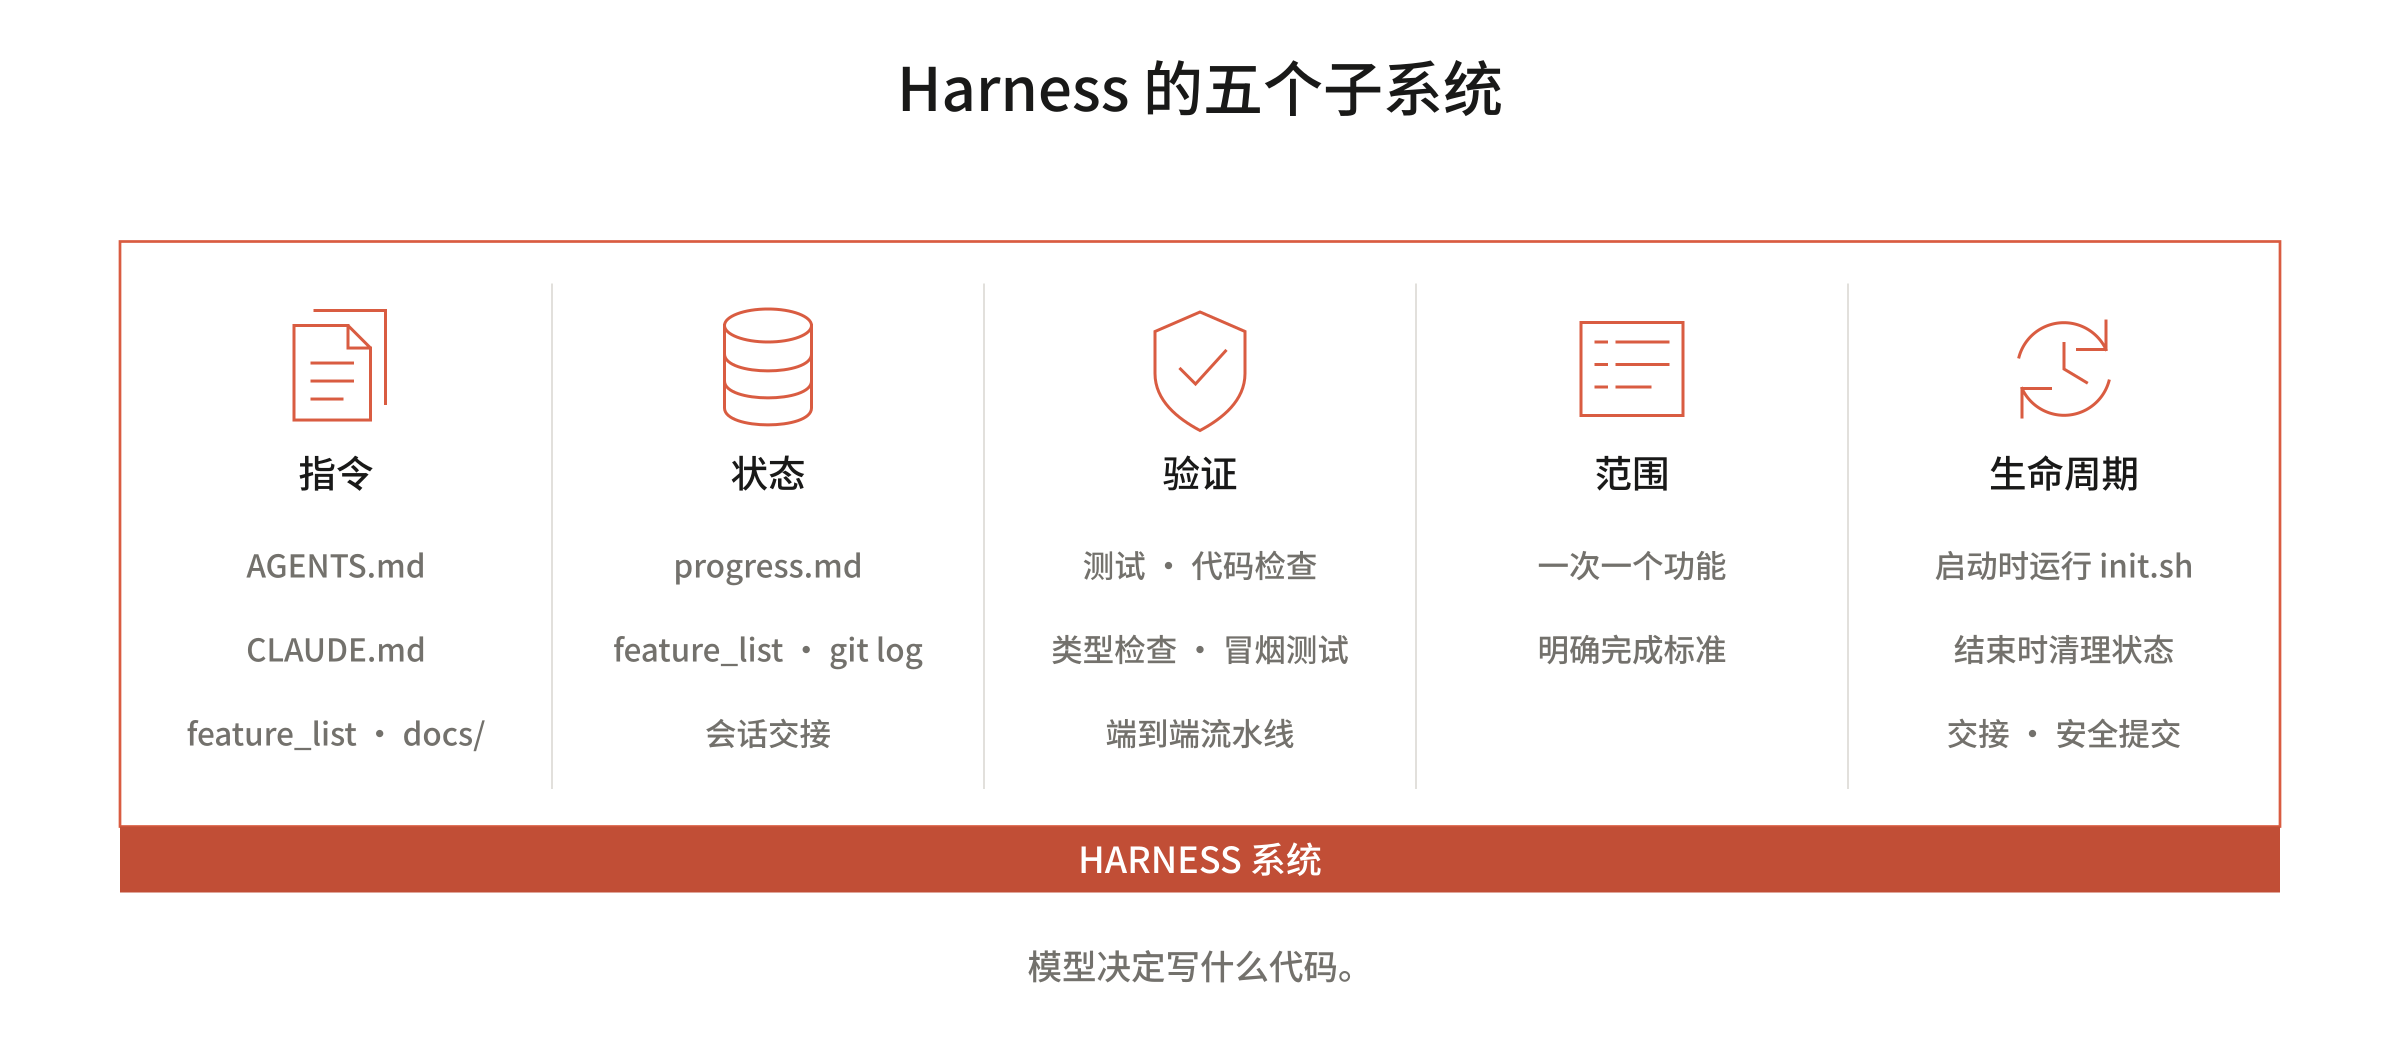 Harness 的五个子系统
指令
AGENTS.md
CLAUDE.md
feature_list · docs/
状态
progress.md
feature_list · git log
会话交接
验证
测试 · 代码检查
类型检查 · 冒烟测试
端到端流水线
范围
一次一个功能
明确完成标准
生命周期
启动时运行 init.sh
结束时清理状态
交接 · 安全提交
HARNESS 系统
模型决定写什么代码。